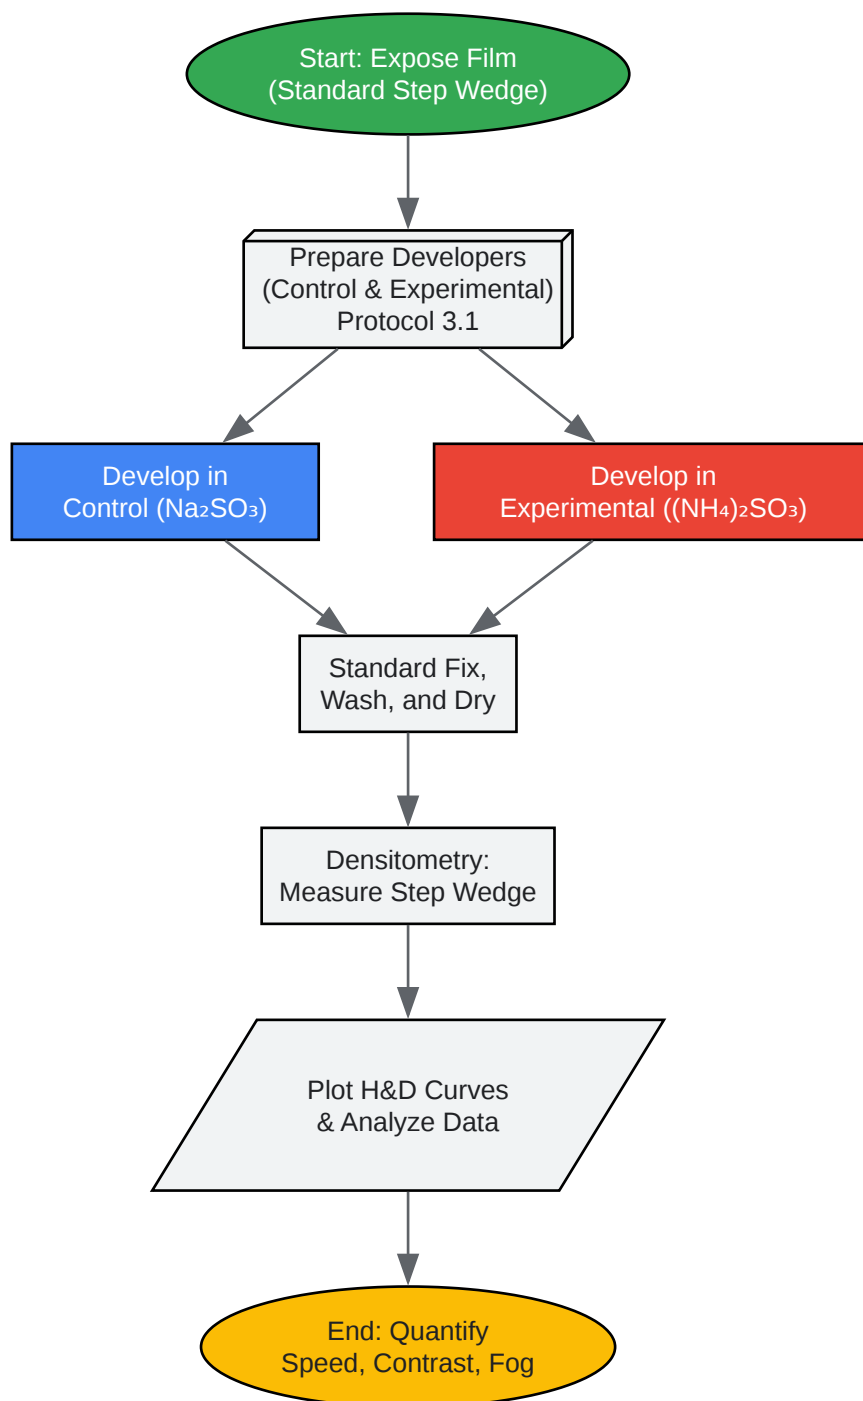 Start: Expose Film
(Standard Step Wedge)
Prepare Developers
(Control & Experimental)
Protocol 3.1
Develop in
Control (Na₂SO₃)
Develop in
Experimental ((NH₄)₂SO₃)
Standard Fix,
Wash, and Dry
Densitometry:
Measure Step Wedge
Plot H&D Curves
& Analyze Data
End: Quantify
Speed, Contrast, Fog